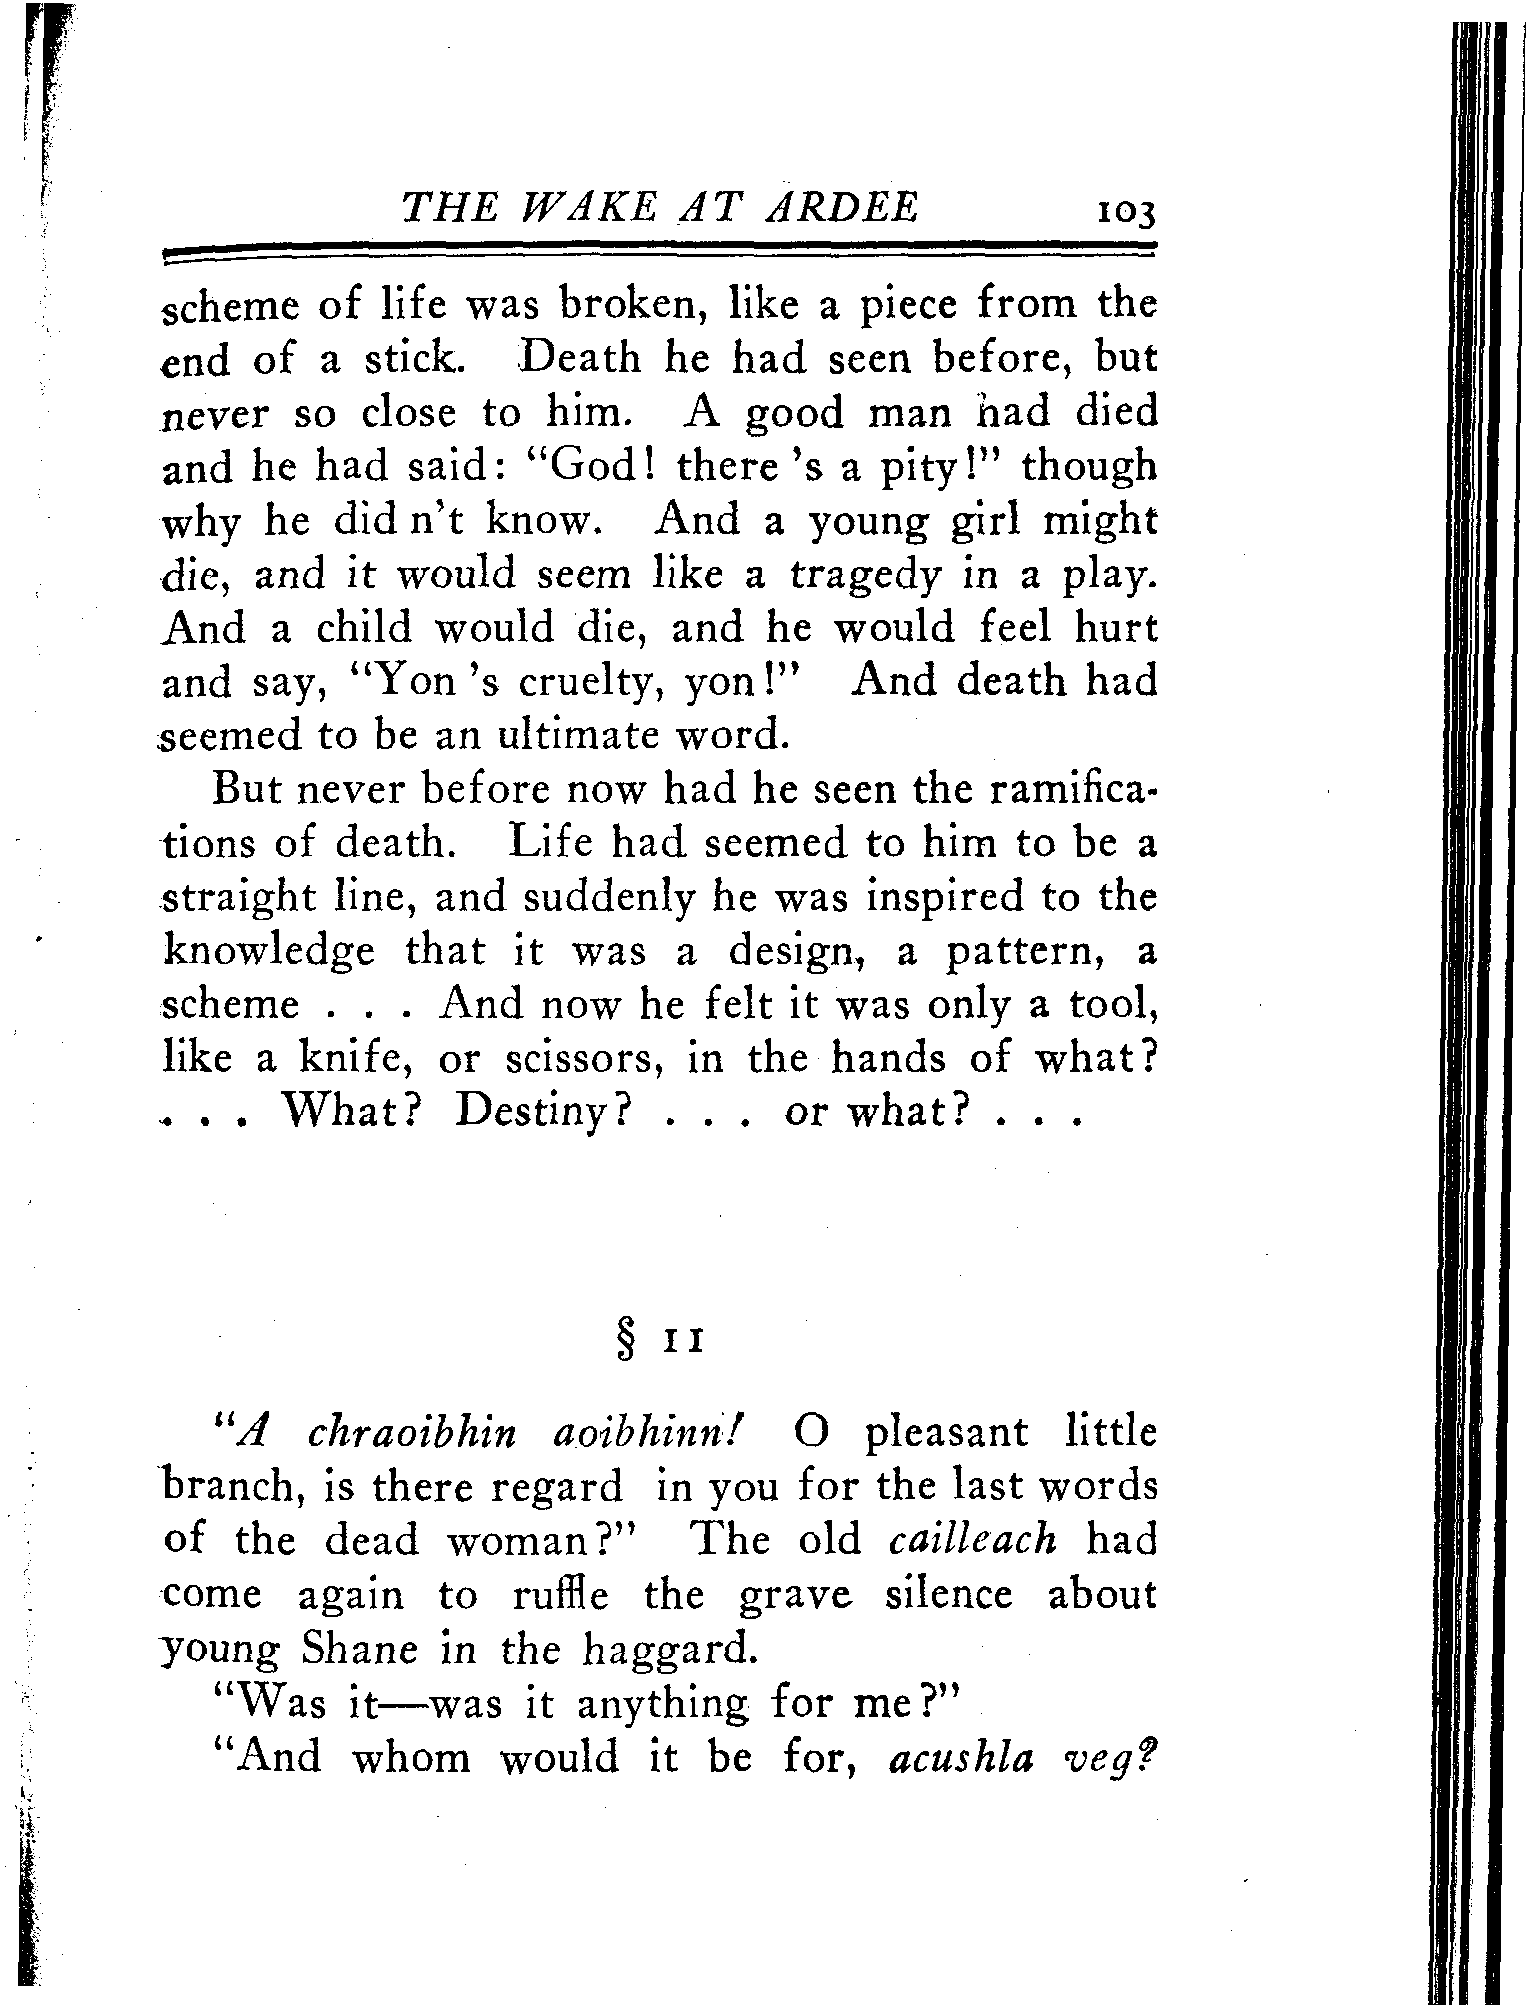 THE WAKE AT ARDEE 103
scheme of life was broken, like a piece from the
end of a stick. Death he had seen before, but
never so close to him. A good man had died
and he had said: “God! there 's a pity!” though
why he did n't know. And a young girl might
die, and it would seem like a tragedy in a play.
And a child would die, and he would feel hurt
and say, “Yon 's cruelty, yon!” And death had
seemed to be an ultimate word.
But never before now had he seen the ramifica-
tions of death. Life had seemed to him to be a
straight line, and suddenly he was inspired to the
knowledge that it was a design, a pattern, a
scheme . . . And now he felt it was only a tool,
like a knife, or scissors, in the hands of what?
. . . What? Destiny? . . . or what? . . .
§ 11
“A chraoibhin aoibhinn! O pleasant little
branch, is there regard in you for the last words
of the dead woman?” The old cailleach had
come again to ruffle the grave silence about
young Shane in the haggard.
“Was it—was it anything for me?”
“And whom would it be for, acushla veg?